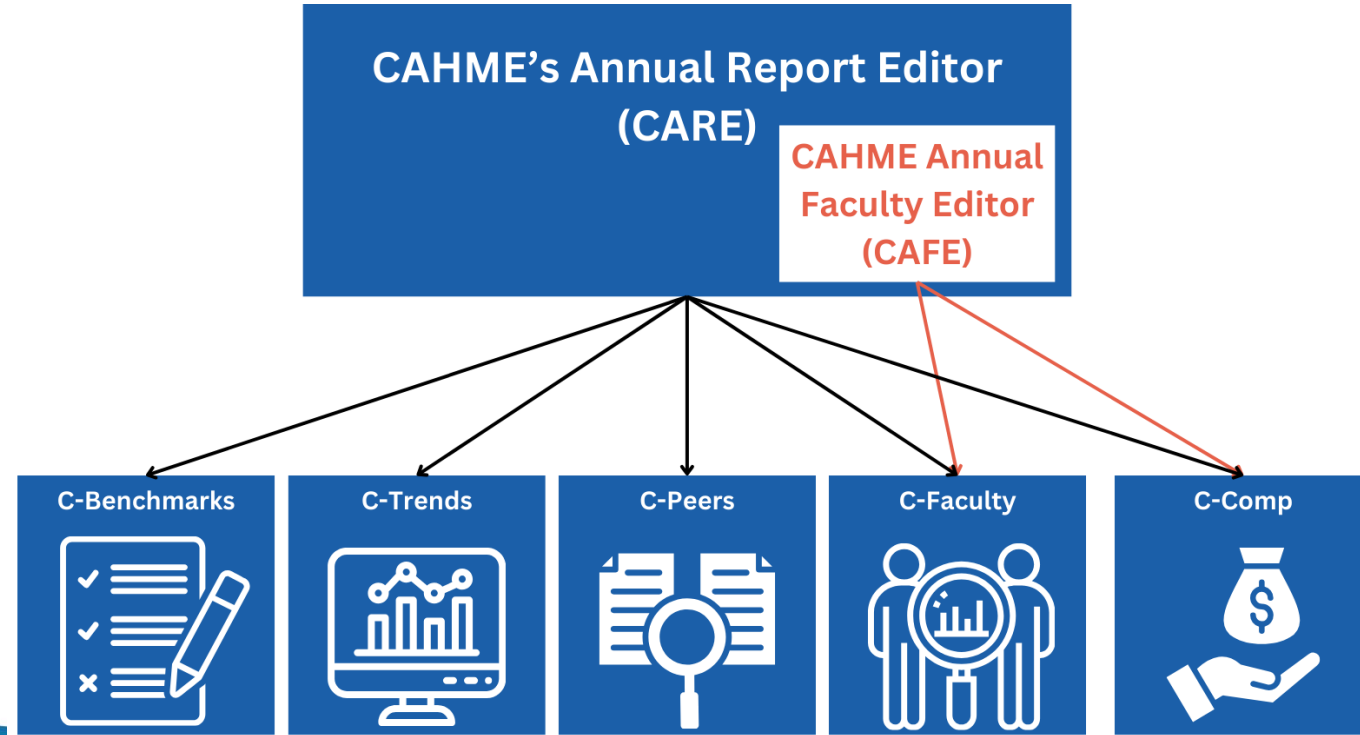 CAHME’s Annual Report Editor
(CARE)
CAHME Annual
Faculty Editor
(CAFE)
C-Benchmarks
C-Trends
C-Peers
C-Faculty
C-Comp
$